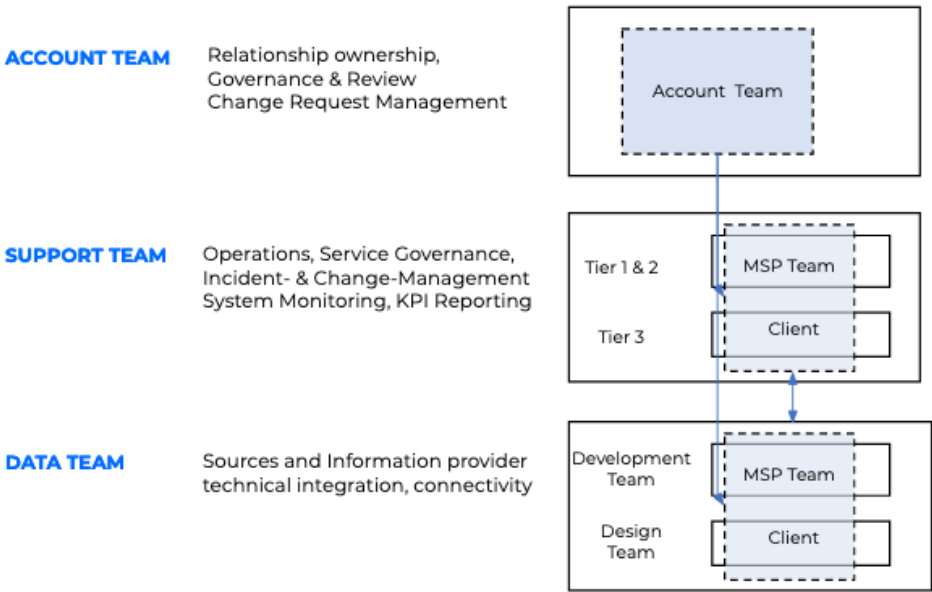 ACCOUNT TEAM
Relationship ownership,
Governance & Review
Change Request Management
Account Team
SUPPORT TEAM
Operations, Service Governance,
Incident- & Change-Management
System Monitoring, KPI Reporting
Tier 1 & 2
MSP Team
Tier 3
Client
DATA TEAM
Sources and Information provider
technical integration, connectivity
Development
Team
MSP Team
Design
Team
Client